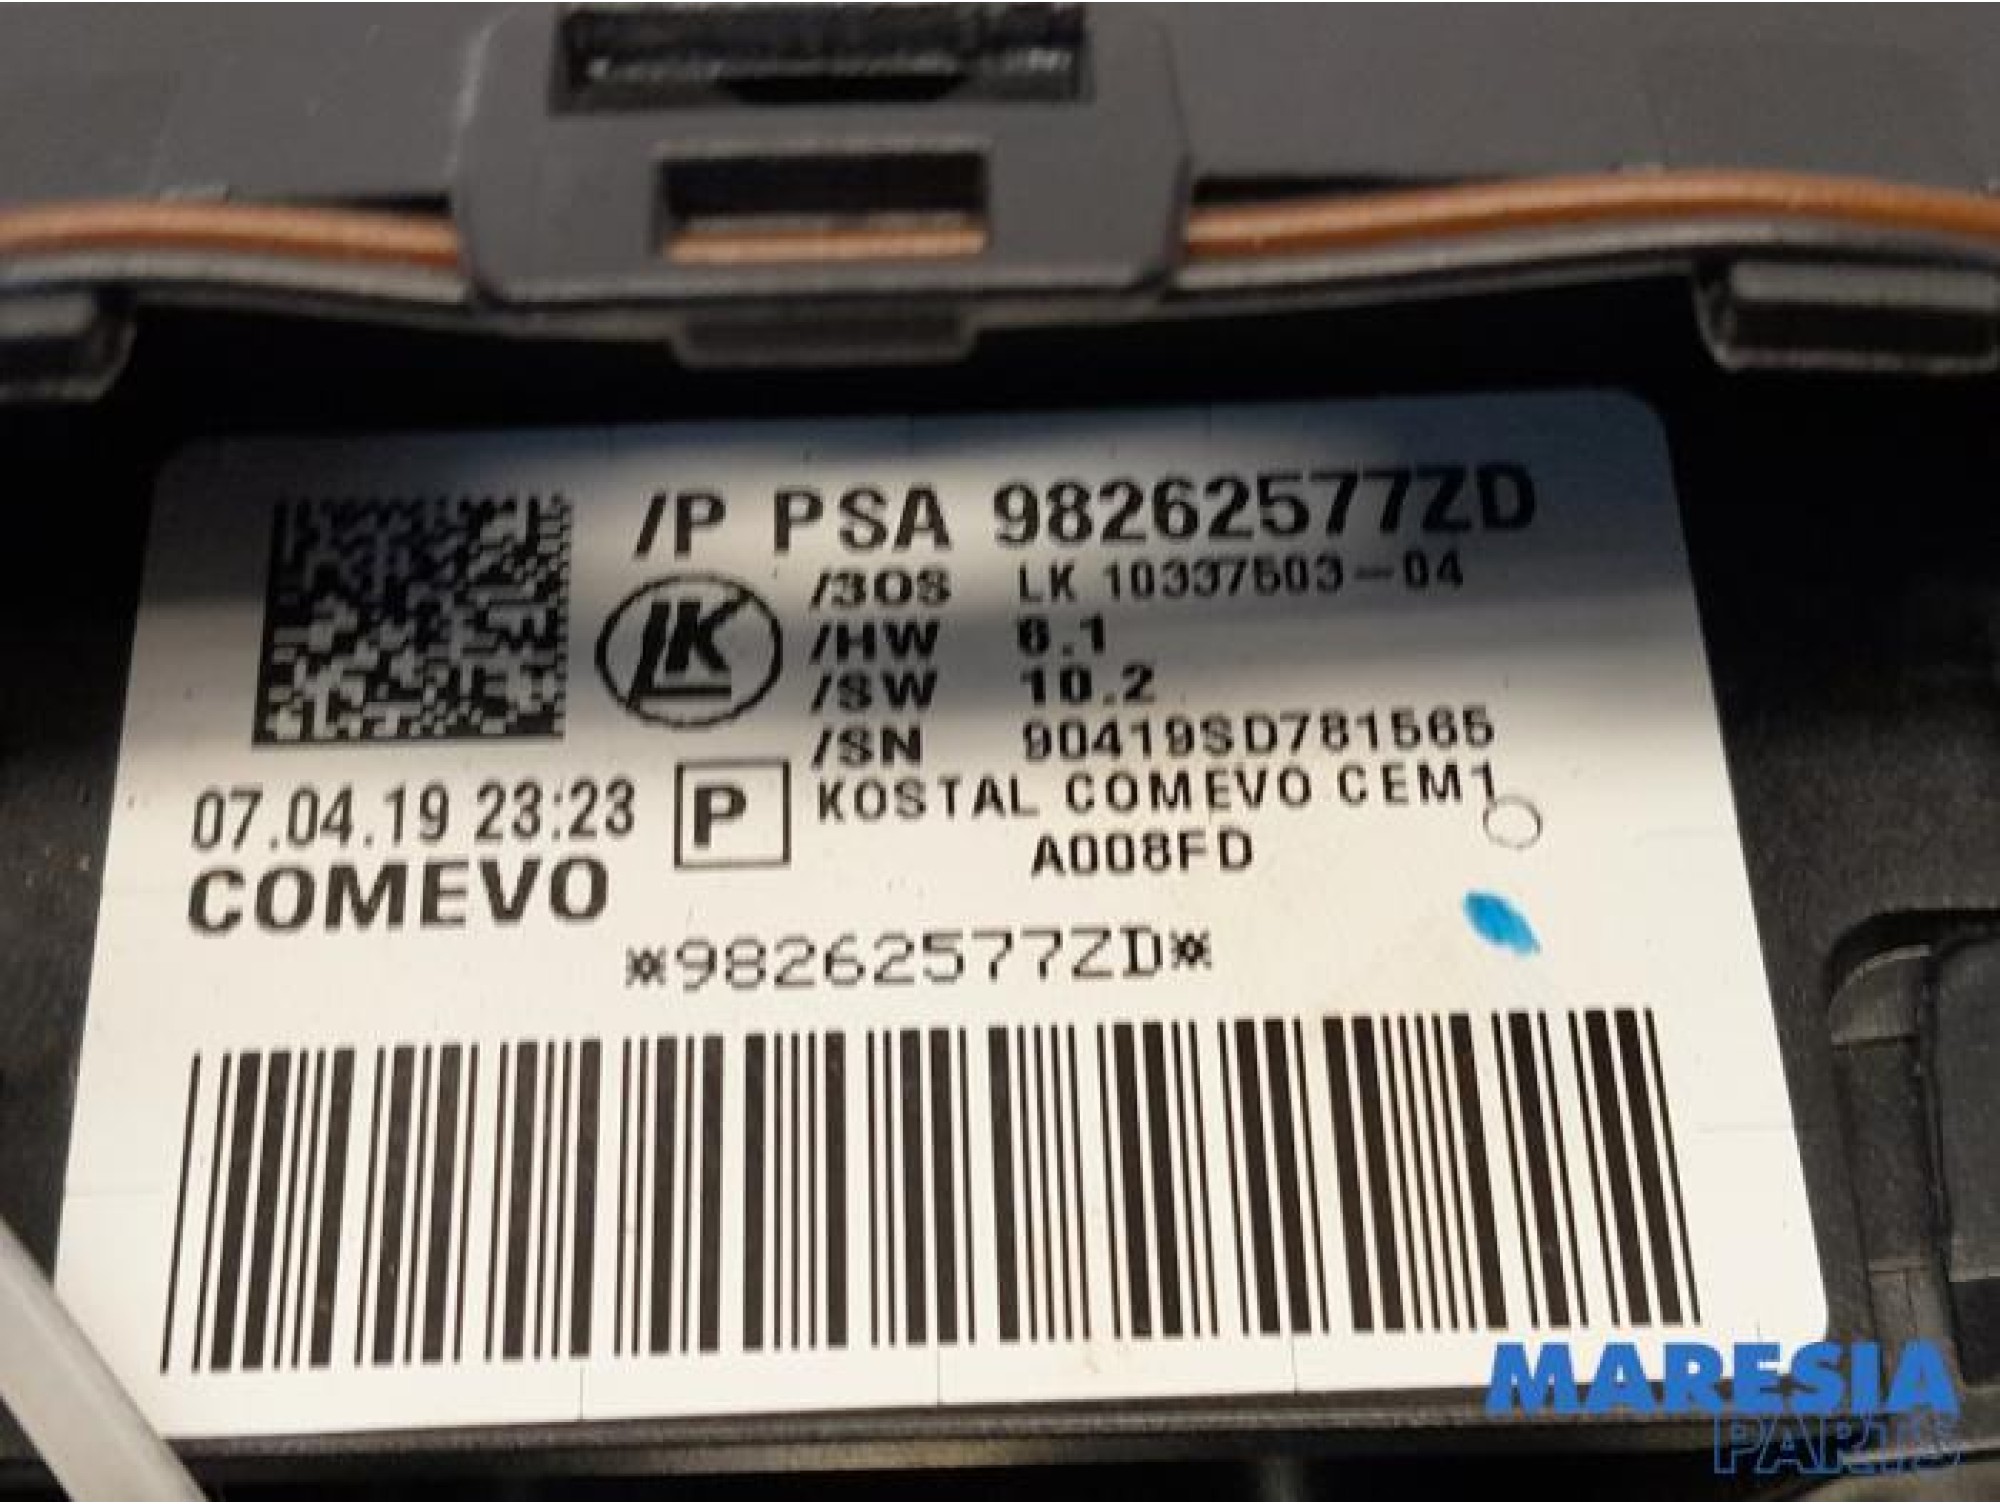 /P PSA 98262577ZD
/3OS LK 10337503-04
LK
/HW 6.1
/SW 10.2
/SN 90419SD781565
07.04.19 23:23 P KOSTAL COMEVO CEM1
A008FD
COMEVO
*98262577ZD*
MARESIA
PARTS